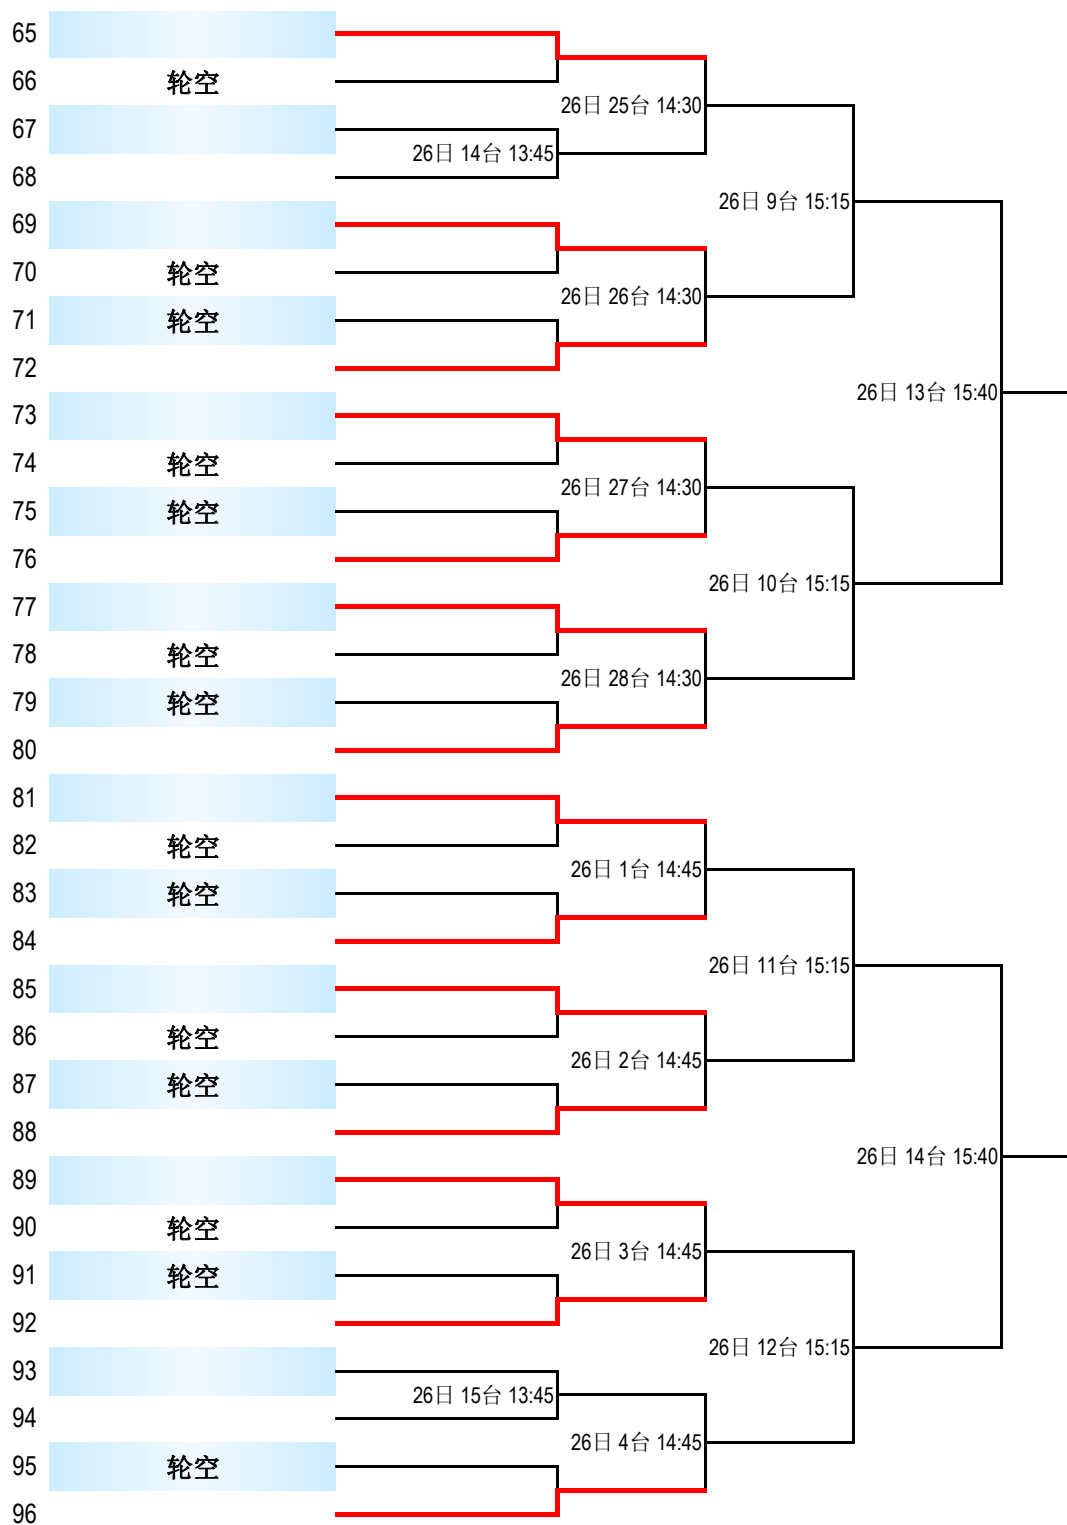 65
66 轮空
26日 25台 14:30
67
26日 14台 13:45
68
26日 9台 15:15
69
70 轮空
26日 26台 14:30
71 轮空
72
26日 13台 15:40
73
74 轮空
26日 27台 14:30
75 轮空
76
26日 10台 15:15
77
78 轮空
26日 28台 14:30
79 轮空
80
81
82 轮空
26日 1台 14:45
83 轮空
84
26日 11台 15:15
85
86 轮空
26日 2台 14:45
87 轮空
88
26日 14台 15:40
89
90 轮空
26日 3台 14:45
91 轮空
92
26日 12台 15:15
93
26日 15台 13:45
94
26日 4台 14:45
95 轮空
96